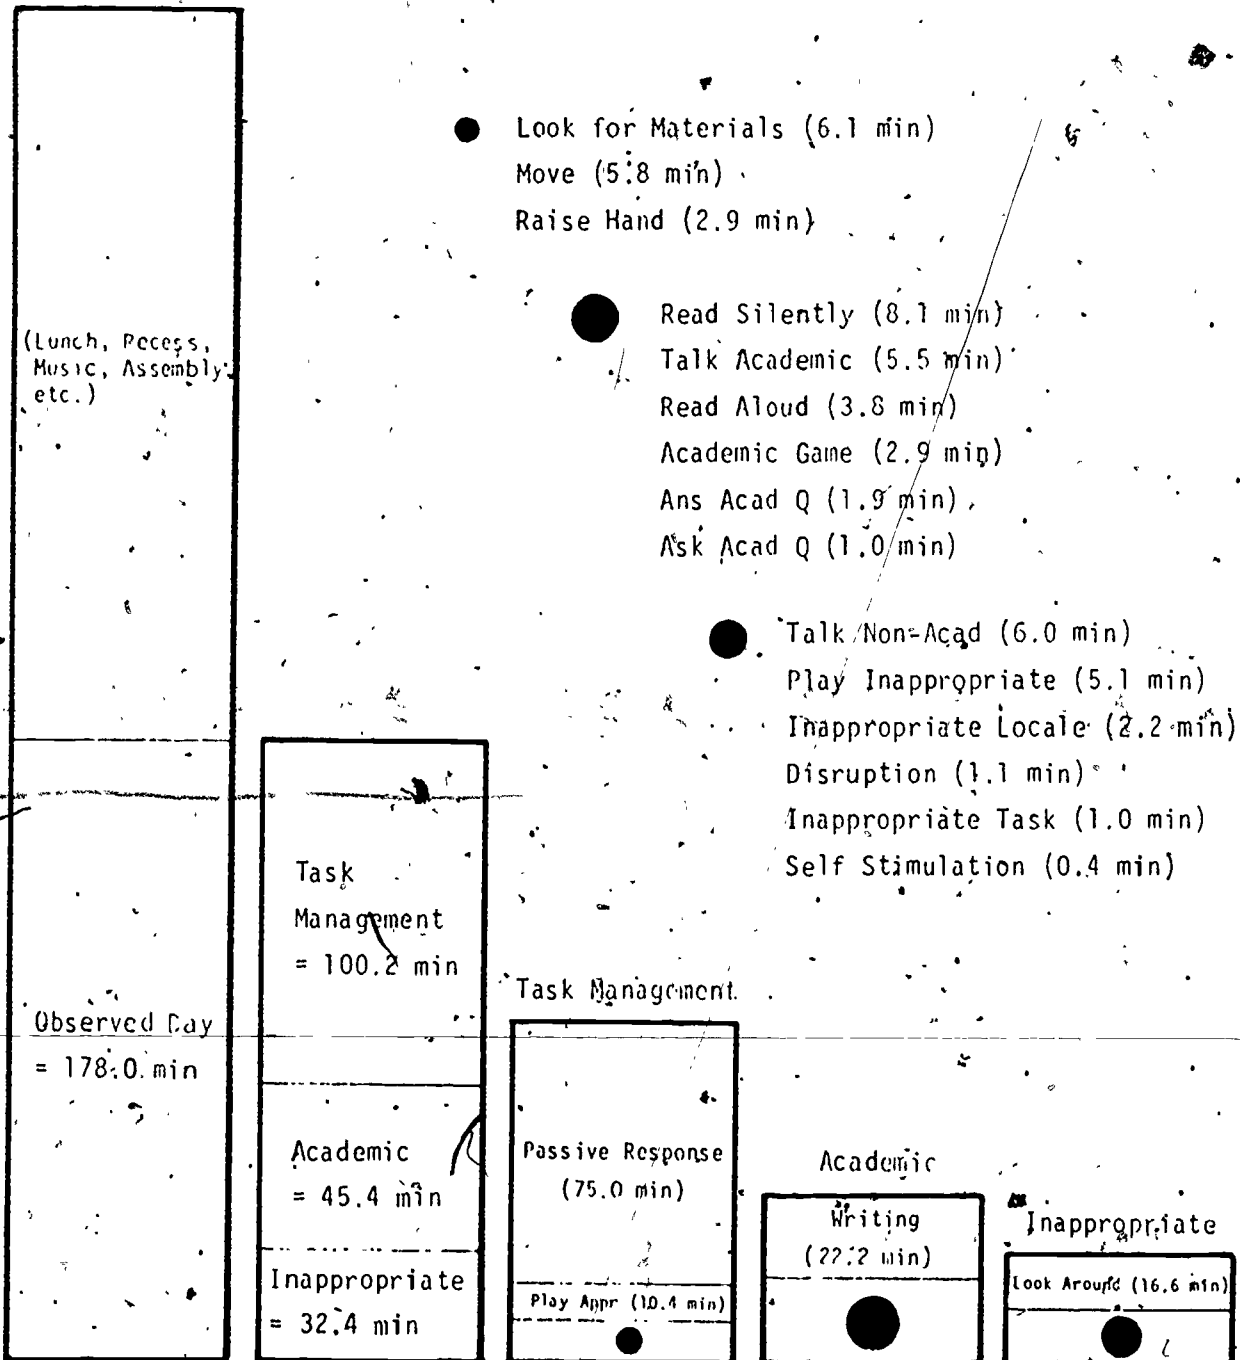 Look for Materials (6.1 min)
Move (5.8 min)
Raise Hand (2.9 min)
Read Silently (8.1 min)
Talk Academic (5.5 min)
Read Aloud (3.8 min)
Academic Game (2.9 min)
Ans Acad Q (1.9 min)
Ask Acad Q (1.0 min)
Talk Non-Acad (6.0 min)
Play Inappropriate (5.1 min)
Inappropriate Locale (2.2 min)
Disruption (1.1 min)
Inappropriate Task (1.0 min)
Self Stimulation (0.4 min)
(Lunch, Recess,
Music, Assembly
etc.)
Observed Day
= 178.0 min
Task
Management
= 100.2 min
Academic
= 45.4 min
Inappropriate
= 32.4 min
Task Management
Passive Response
(75.0 min)
Play Appr (10.4 min)
Academic
Writing
(22.2 min)
Inappropriate
Look Around (16.6 min)